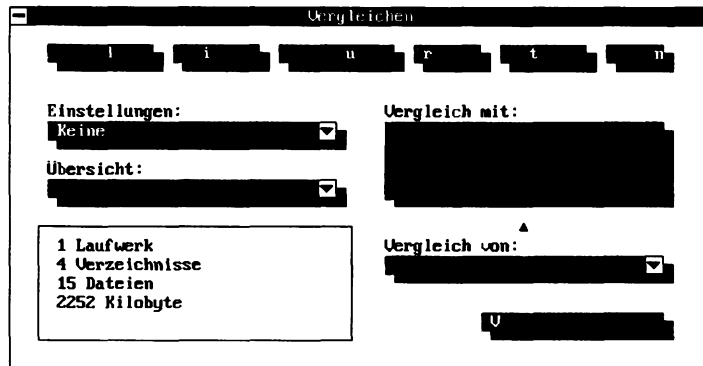 Vergleichen
l i u r t n
Einstellungen:
Keine
Vergleich mit:
Übersicht:
1 Laufwerk
4 Verzeichnisse
15 Dateien
2252 Kilobyte
Vergleich von:
V